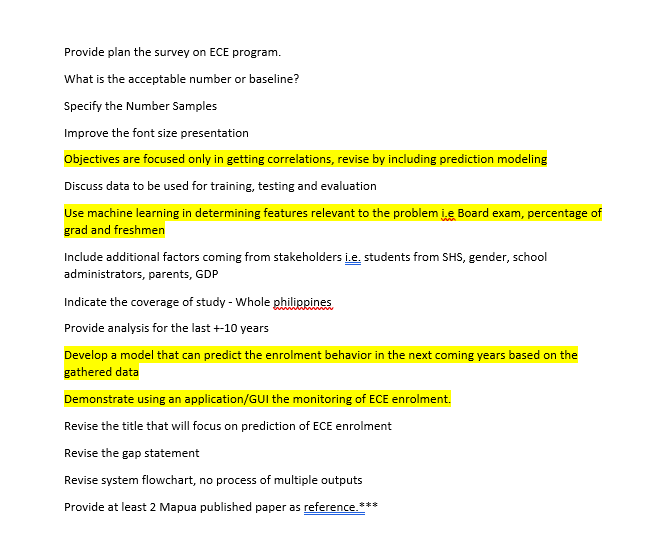 Provide plan the survey on ECE program.
What is the acceptable number or baseline?
Specify the Number Samples
Improve the font size presentation
Objectives are focused only in getting correlations, revise by including prediction modeling
Discuss data to be used for training, testing and evaluation
Use machine learning in determining features relevant to the problem i.e Board exam, percentage of
grad and freshmen
Include additional factors coming from stakeholders i.e. students from SHS, gender, school
administrators, parents, GDP
Indicate the coverage of study - Whole philippines
Provide analysis for the last +-10 years
Develop a model that can predict the enrolment behavior in the next coming years based on the
gathered data
Demonstrate using an application/GUI the monitoring of ECE enrolment.
Revise the title that will focus on prediction of ECE enrolment
Revise the gap statement
Revise system flowchart, no process of multiple outputs
Provide at least 2 Mapua published paper as reference.***